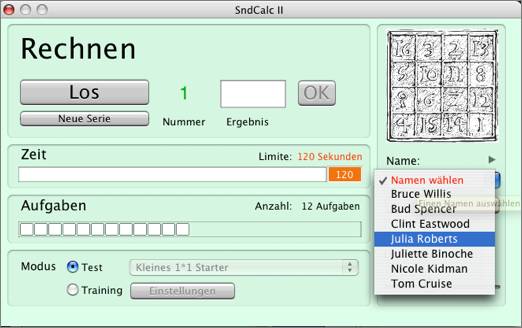 SndCalc II
Rechnen
Los
1
OK
Neue Serie
Nummer
Ergebnis
Zeit
Limite: 120 Sekunden
120
Aufgaben
Anzahl: 12 Aufgaben
Modus
Test
Kleines 1*1 Starter
Training
Einstellungen
16 3 2 13
5 10 11 8
9 6 7 12
4 15 14 1
Name:
✓ Namen wählen
Bruce Willis
Einen Namen auswählen
Bud Spencer
Clint Eastwood
Julia Roberts
Juliette Binoche
Nicole Kidman
Tom Cruise